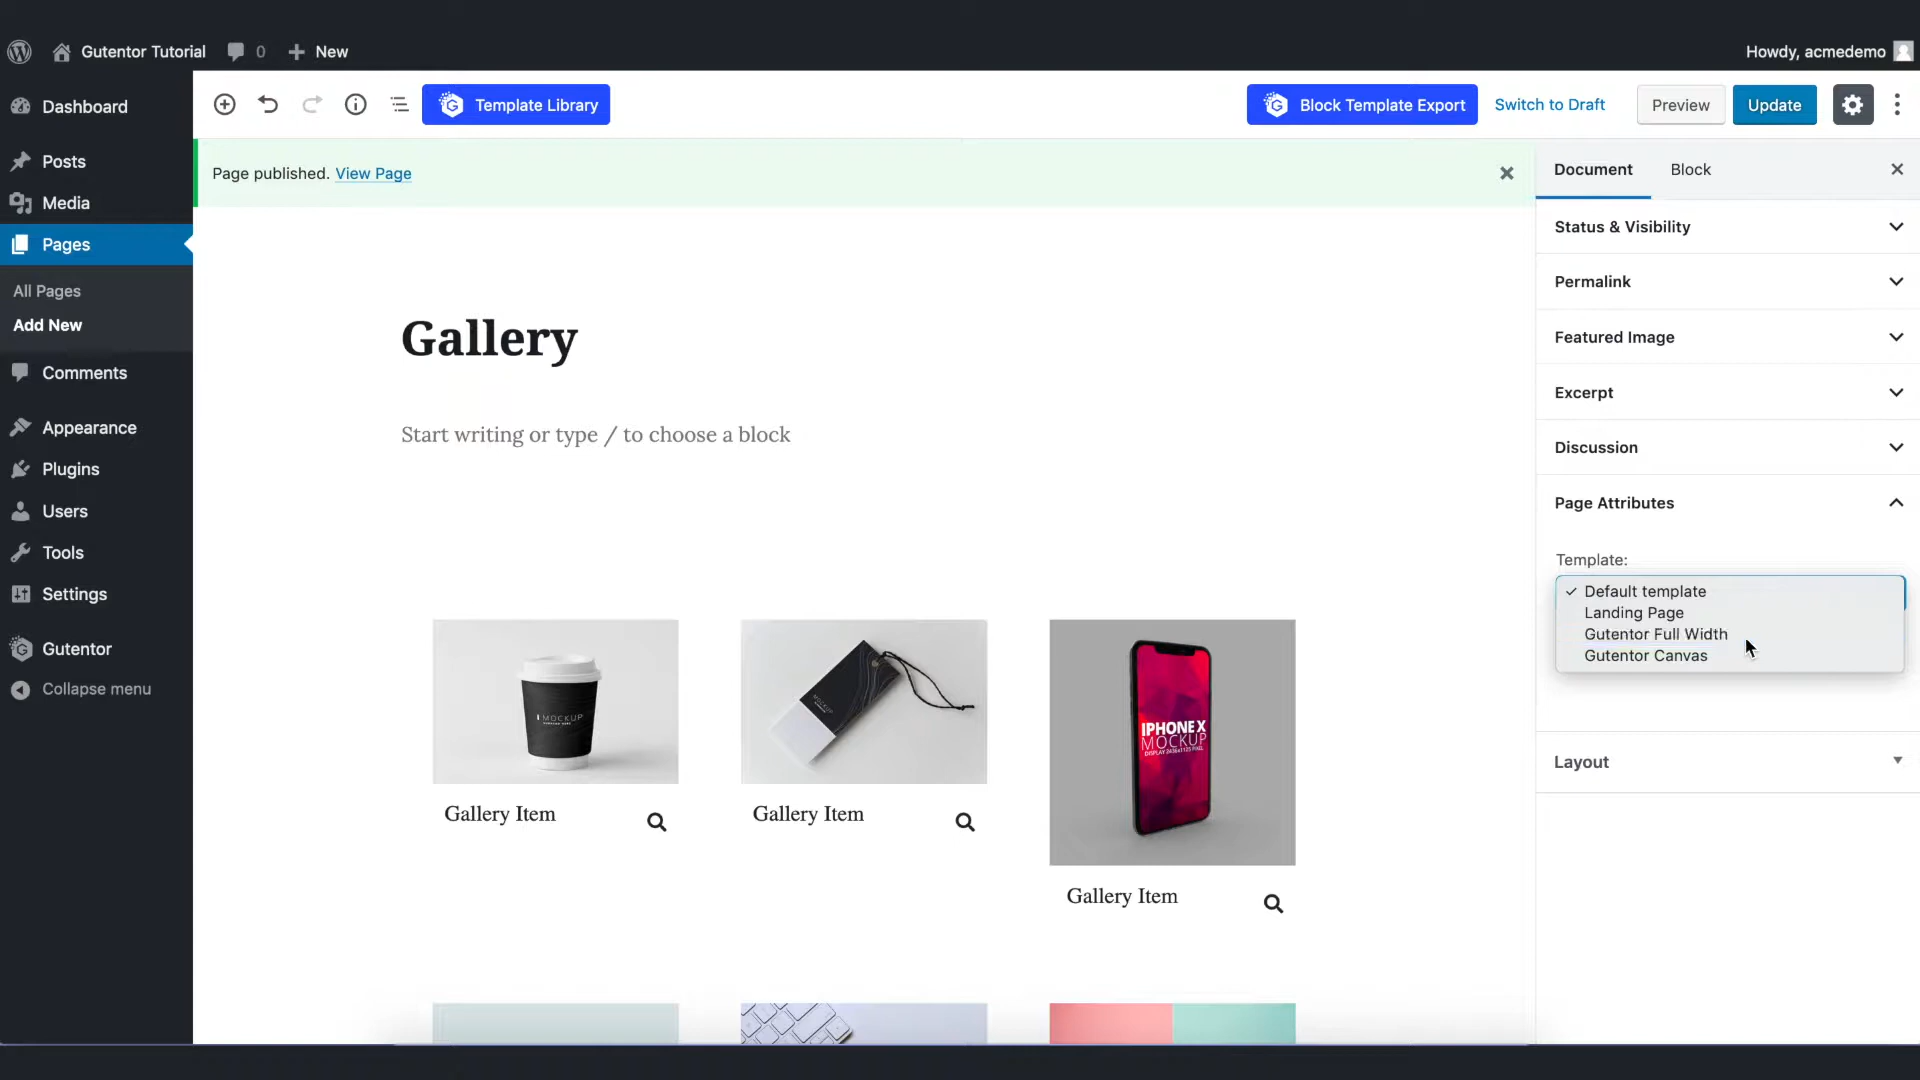 Gutentor Tutorial
0
New
Howdy, acmedemo
Dashboard
Posts
Media
Pages
All Pages
Add New
Comments
Appearance
Plugins
Users
Tools
Settings
Gutentor
Collapse menu
Template Library
Block Template Export
Switch to Draft
Preview
Update
Page published. View Page
Gallery
Start writing or type / to choose a block
MOCKUP
Gallery Item
Gallery Item
IPHONE X
MOCKUP
Gallery Item
Document
Block
Status & Visibility
Permalink
Featured Image
Excerpt
Discussion
Page Attributes
Template:
Default template
Landing Page
Gutentor Full Width
Gutentor Canvas
Layout